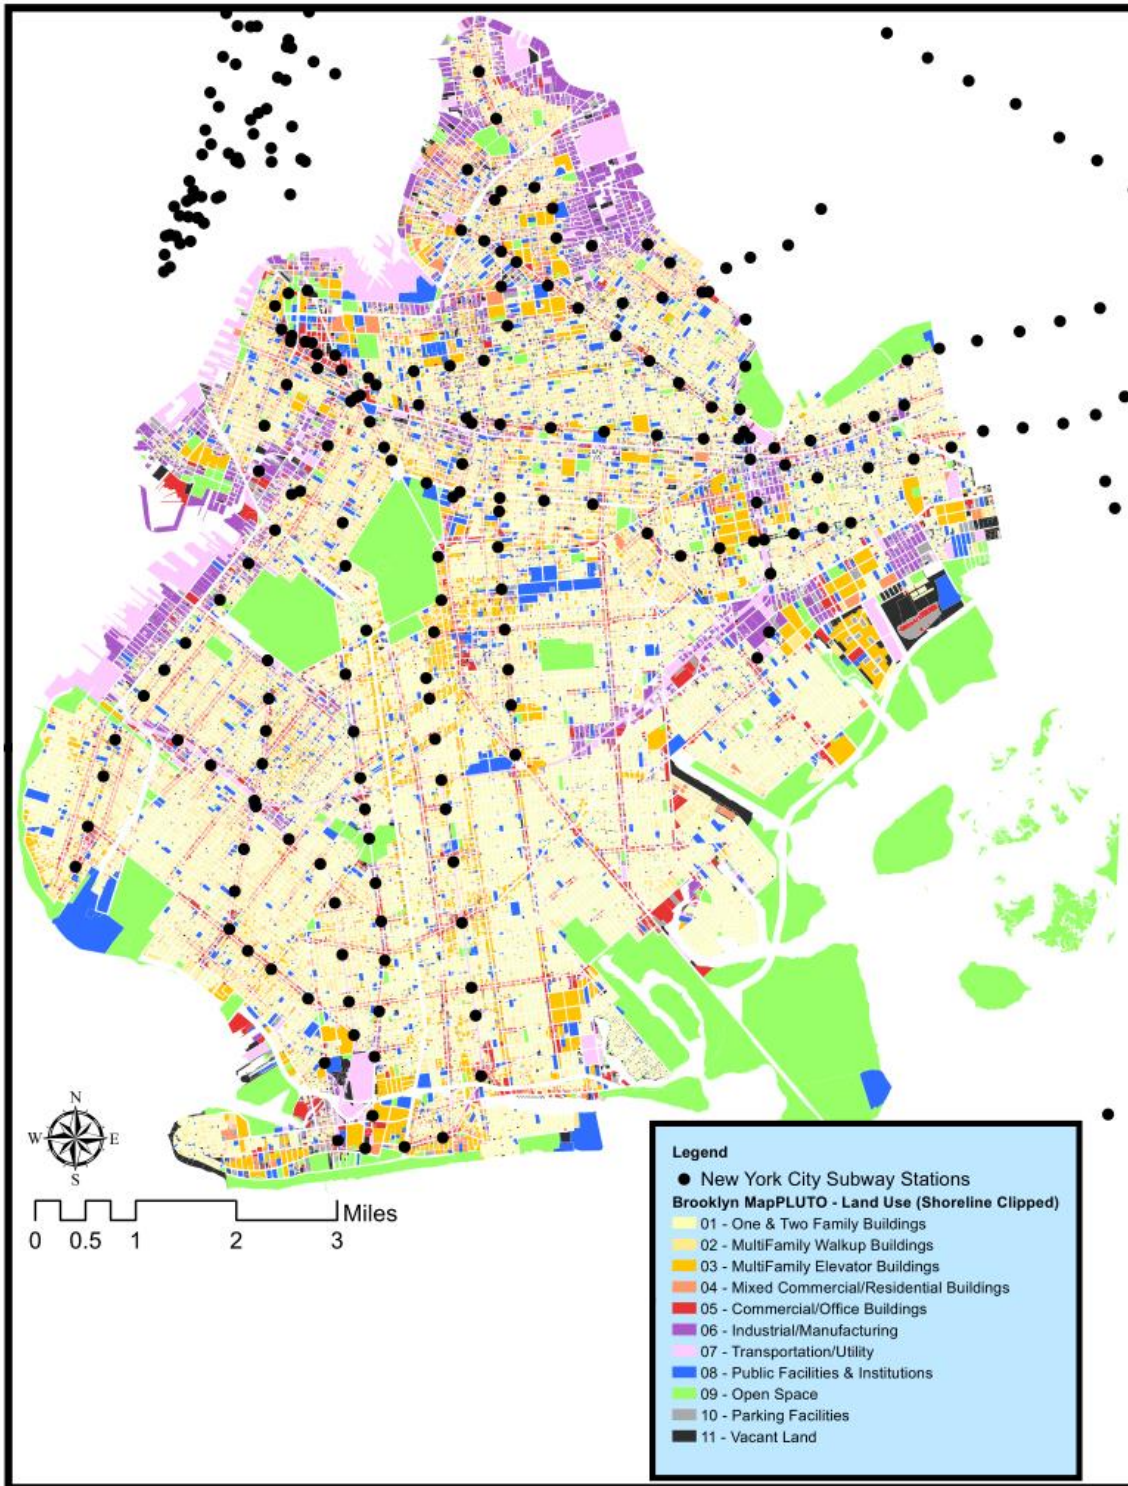 N
W E
S
Miles
0 0.5 1 2 3
Legend
New York City Subway Stations
Brooklyn MapPLUTO - Land Use (Shoreline Clipped)
01 - One & Two Family Buildings
02 - MultiFamily Walkup Buildings
03 - MultiFamily Elevator Buildings
04 - Mixed Commercial/Residential Buildings
05 - Commercial/Office Buildings
06 - Industrial/Manufacturing
07 - Transportation/Utility
08 - Public Facilities & Institutions
09 - Open Space
10 - Parking Facilities
11 - Vacant Land